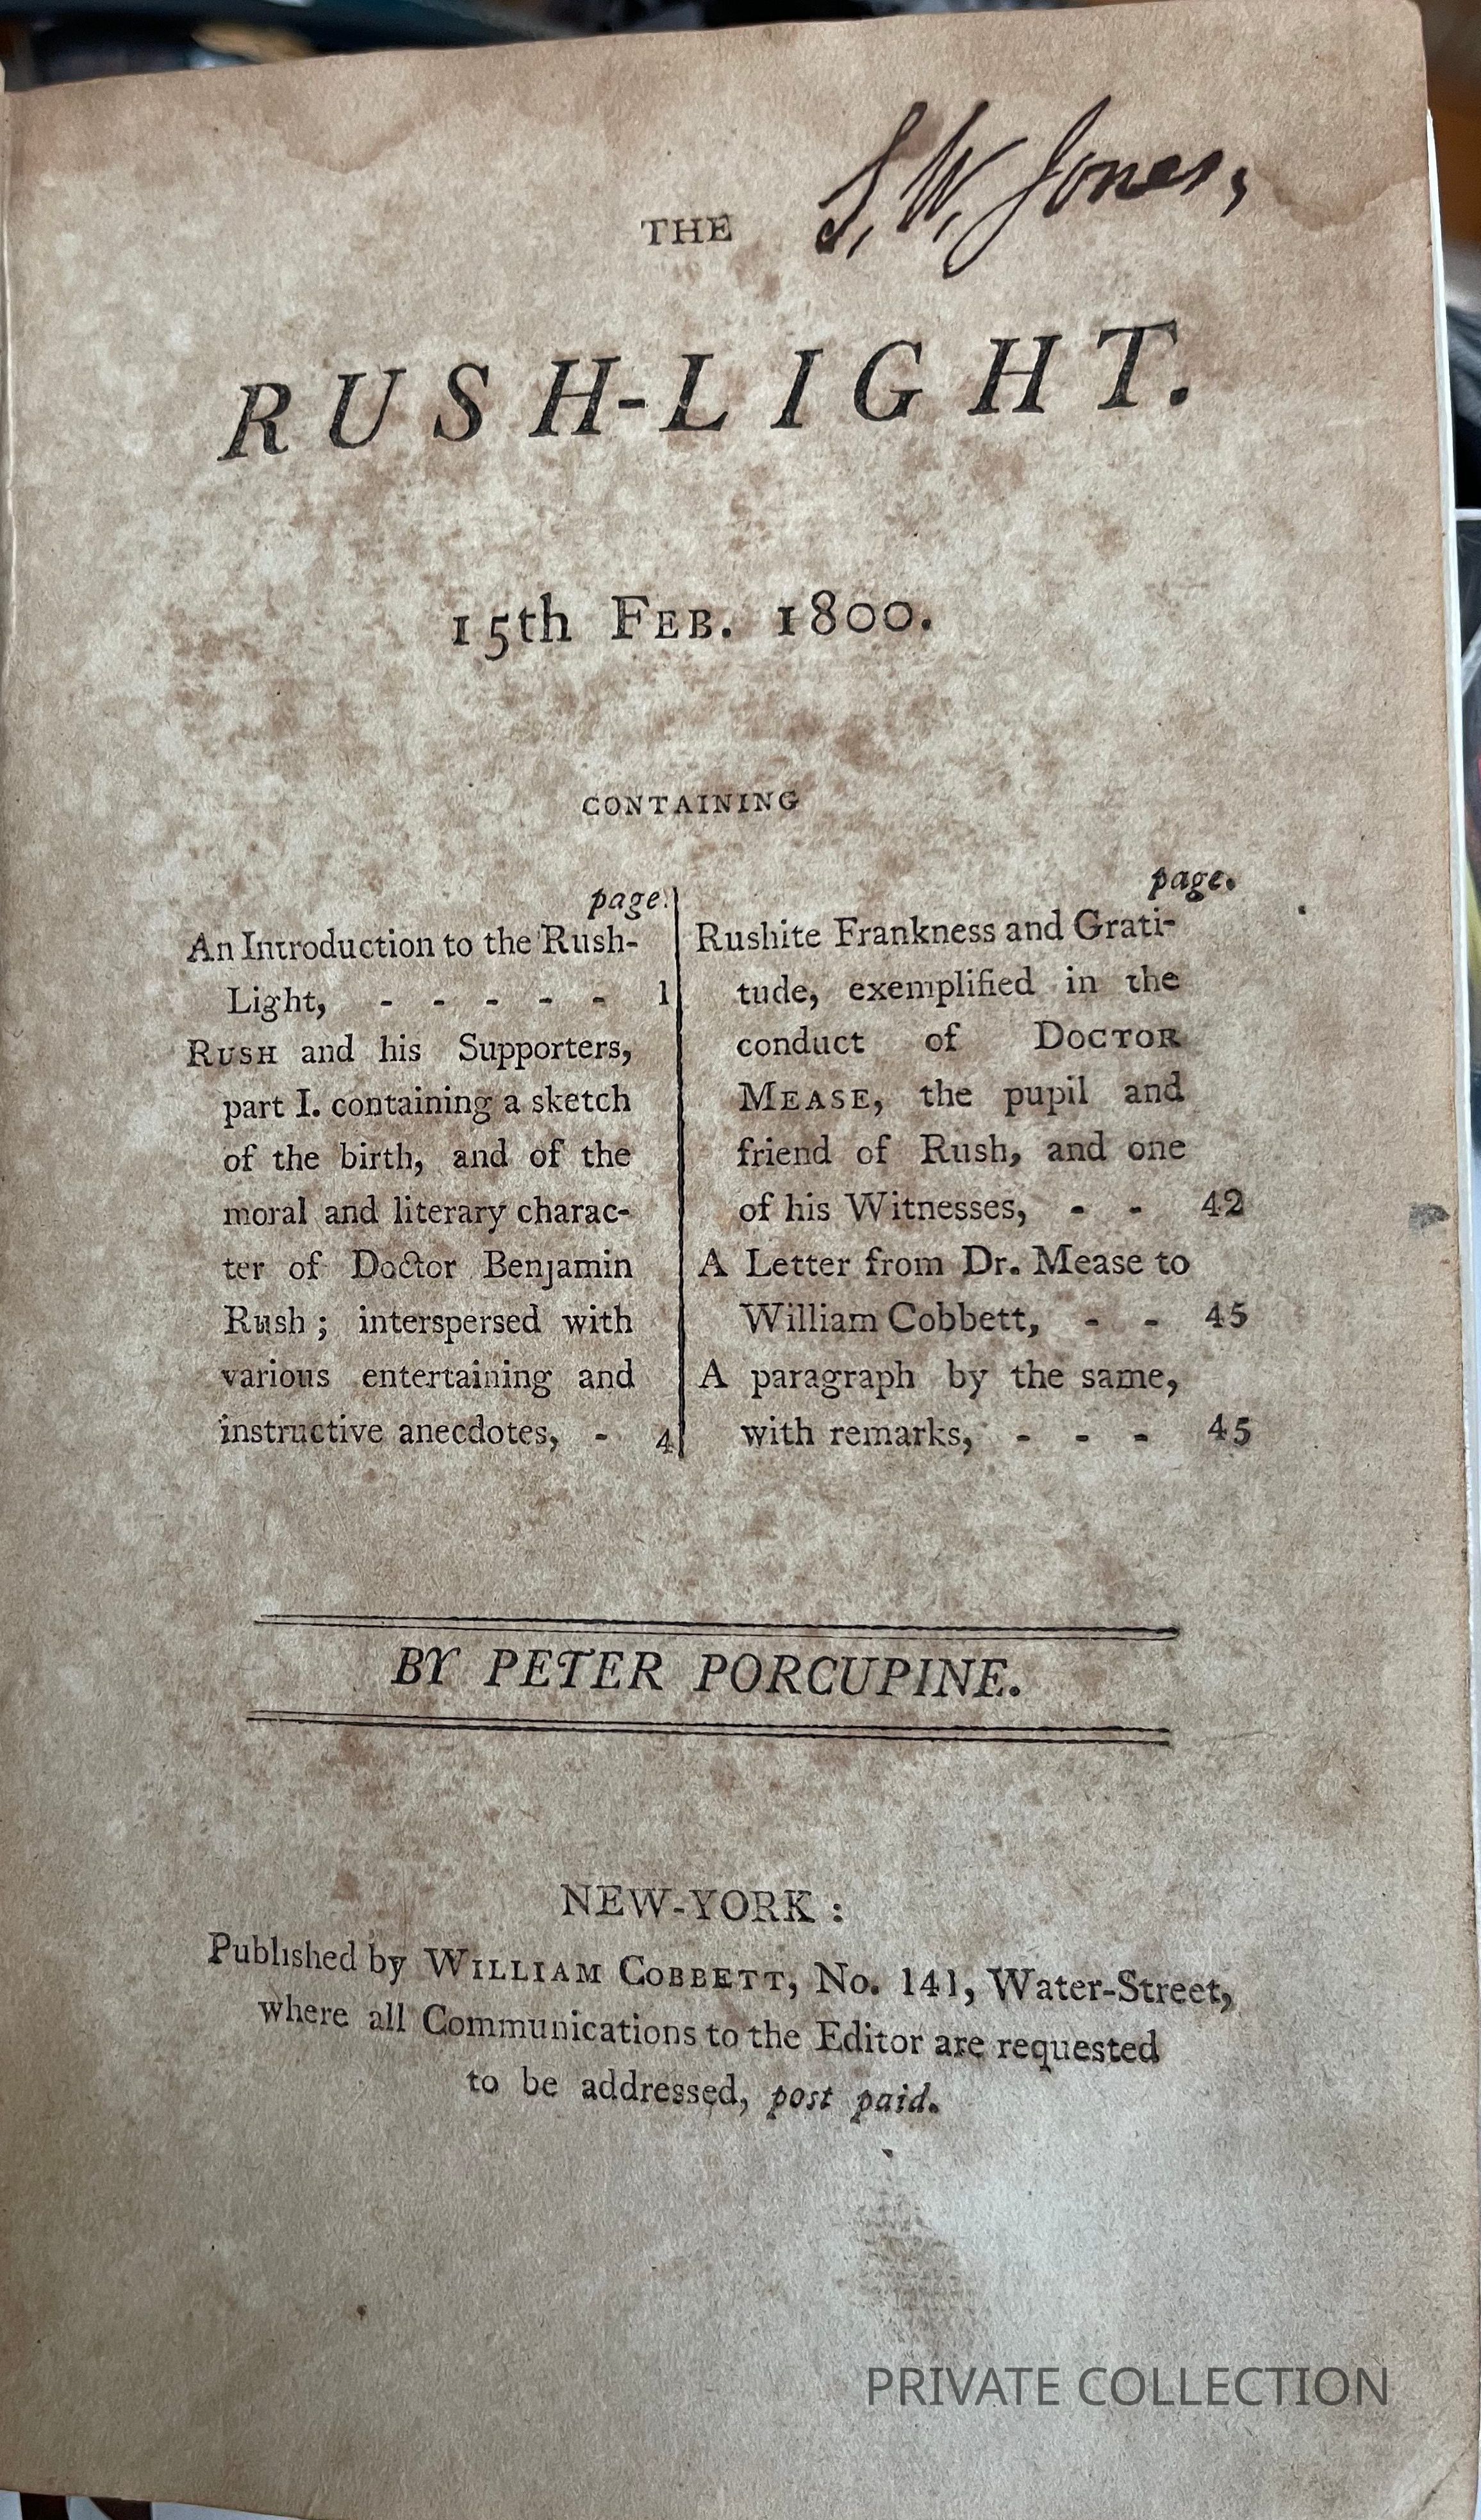 S. W. Jones,
THE
RUSH-LIGHT.
15th FEB. 1800.
CONTAINING
page.
An Introduction to the Rush-
Light, - - - - - 1
RUSH and his Supporters,
part I. containing a sketch
of the birth, and of the
moral and literary charac-
ter of Doctor Benjamin
Rush ; interspersed with
various entertaining and
instructive anecdotes, - 4
page.
Rushite Frankness and Grati-
tude, exemplified in the
conduct of DOCTOR
MEASE, the pupil and
friend of Rush, and one
of his Witnesses, - - 42
A Letter from Dr. Mease to
William Cobbett, - - 45
A paragraph by the same,
with remarks, - - - 45
BY PETER PORCUPINE.
NEW-YORK :
Published by WILLIAM COBBETT, No. 141, Water-Street,
where all Communications to the Editor are requested
to be addressed, post paid.
PRIVATE COLLECTION